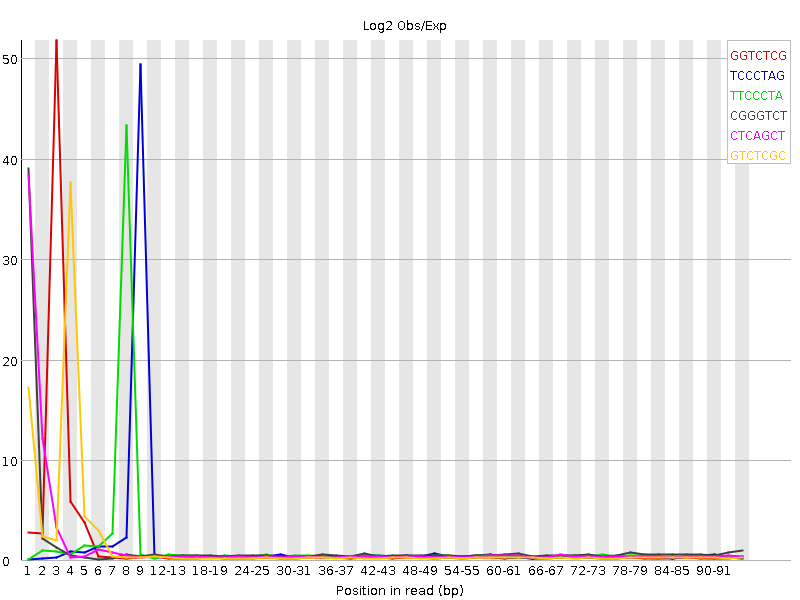 Log2 Obs/Exp
50
40
30
20
10
0
GGTCTCG
TCCCTAG
TTCCCTA
CGGGTCT
CTCAGCT
GTCTCGC
1 2 3 4 5 6 7 8 9 12-13 18-19 24-25 30-31 36-37 42-43 48-49 54-55 60-61 66-67 72-73 78-79 84-85 90-91
Position in read (bp)